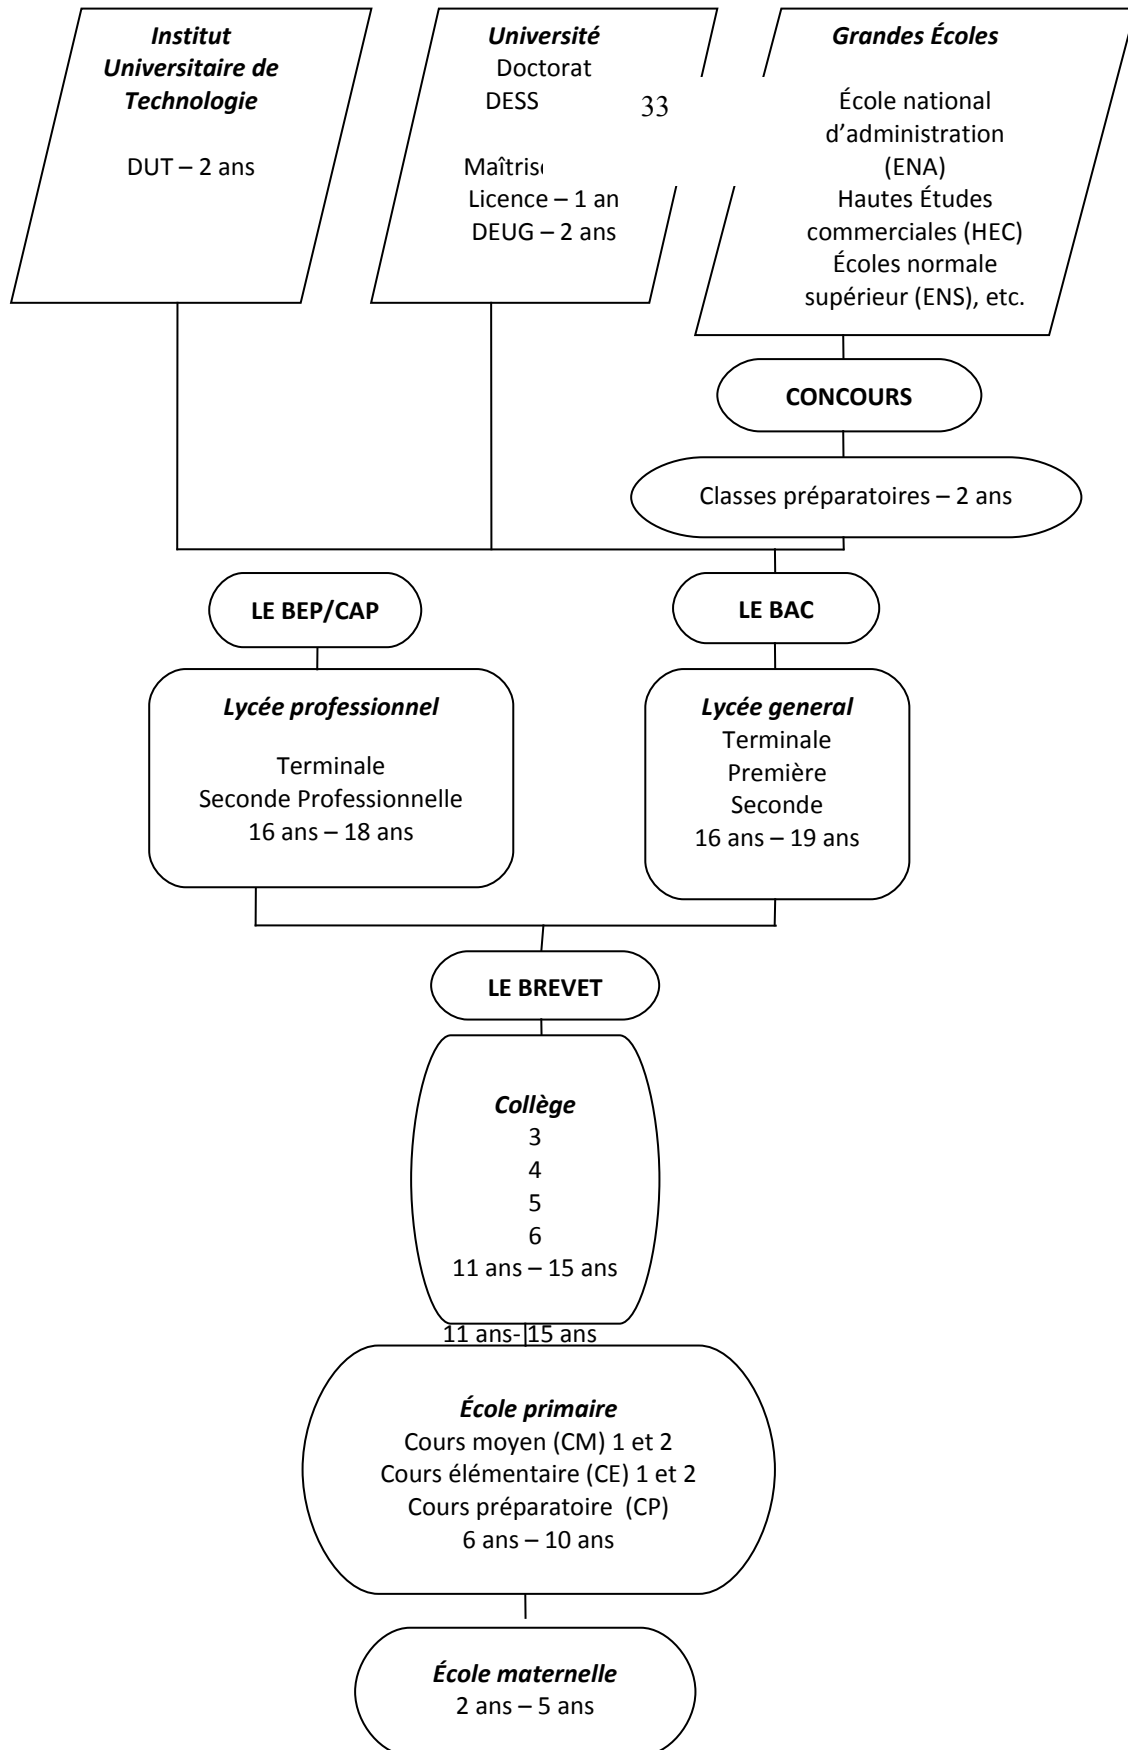 Institut
Universitaire de
Technologie
DUT – 2 ans
Université
Doctorat
DESS
33
Licence – 1 an
DEUG – 2 ans
Grandes Écoles
École national
d’administration
(ENA)
Hautes Études
commerciales (HEC)
Écoles normale
supérieur (ENS), etc.
CONCOURS
Classes préparatoires – 2 ans
LE BEP/CAP
LE BAC
Lycée professionnel
Terminale
Seconde Professionnelle
16 ans – 18 ans
Lycée general
Terminale
Première
Seconde
16 ans – 19 ans
LE BREVET
Collège
3
4
5
6
11 ans – 15 ans
11 ans- 15 ans
École primaire
Cours moyen (CM) 1 et 2
Cours élémentaire (CE) 1 et 2
Cours préparatoire (CP)
6 ans – 10 ans
École maternelle
2 ans – 5 ans